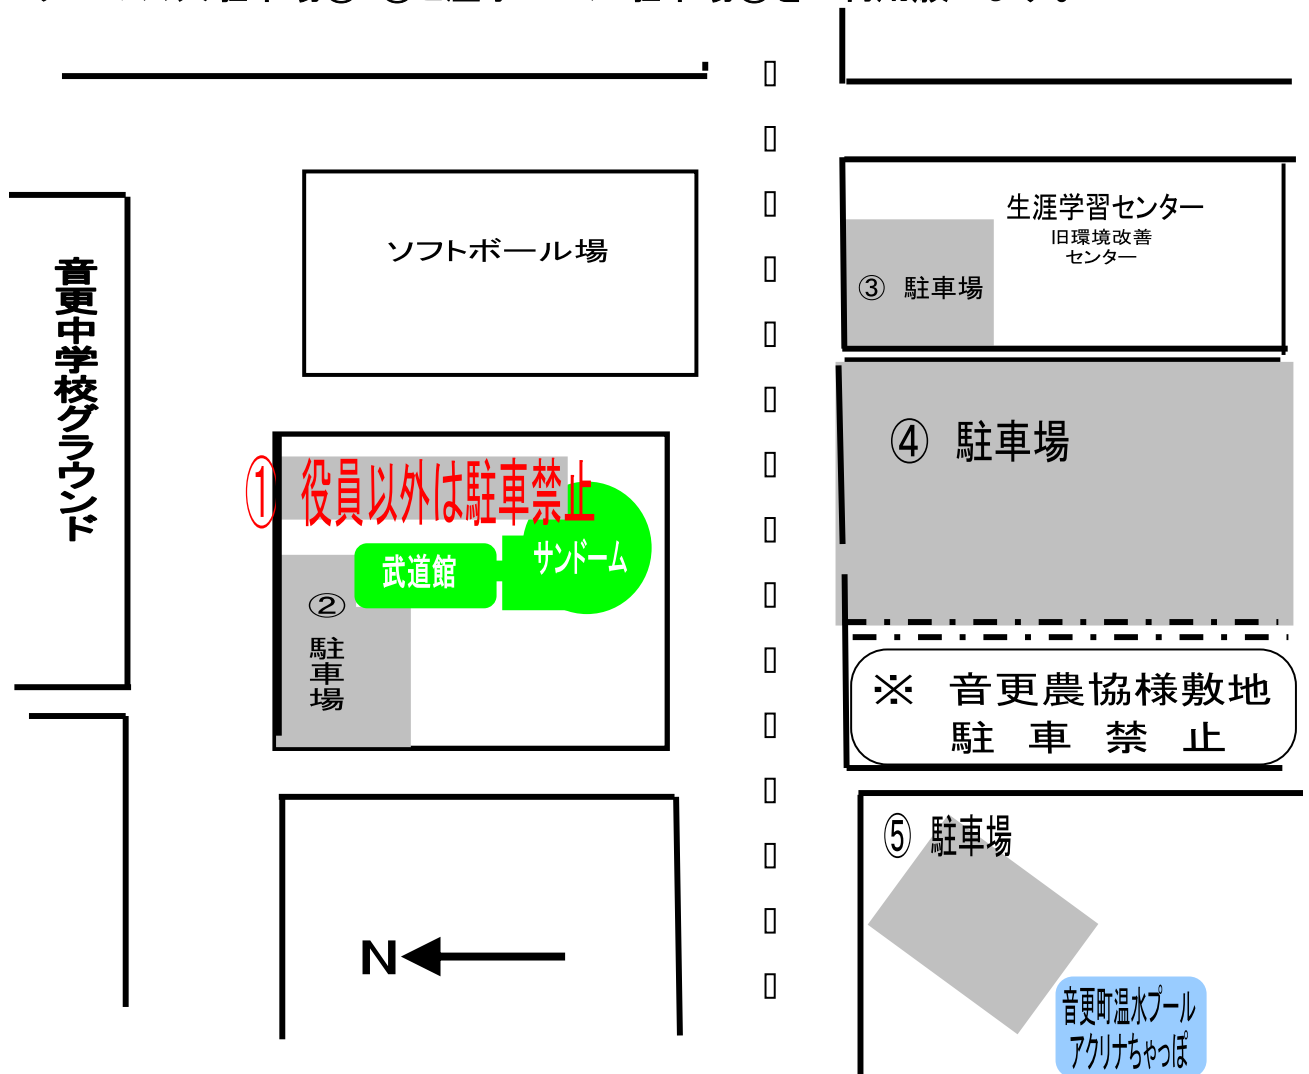 生涯学習センター
旧環境改善
センター
ソフトボール場
③ 駐車場
音更中学校グラウンド
④ 駐車場
① 役員以外は駐車禁止
サンドーム
武道館
② 駐車場
※ 音更農協様敷地
駐車禁止
⑤ 駐車場
N
音更町温水プール
アクリナちゃっぽ